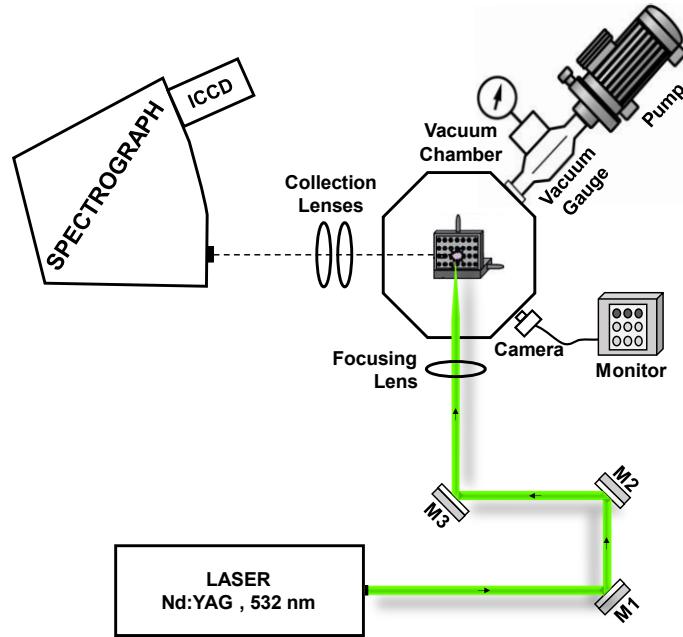 ICCD
SPECTROGRAPH
Collection
Lenses
Vacuum
Chamber
Vacuum
Gauge
Pump
Camera
Monitor
Focusing
Lens
M1
M2
M3
LASER
Nd:YAG , 532 nm